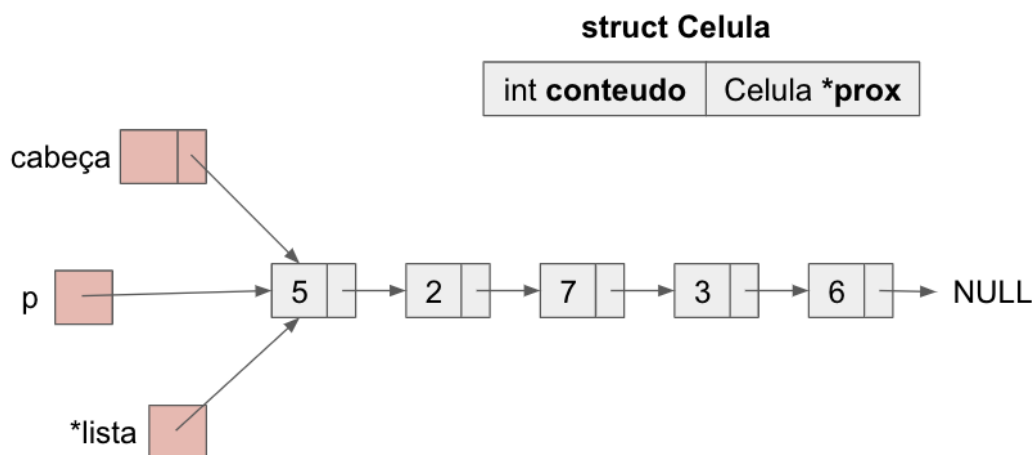 struct Celula
int conteudo Celula *prox
cabeça
p
5 2 7 3 6 NULL
*lista